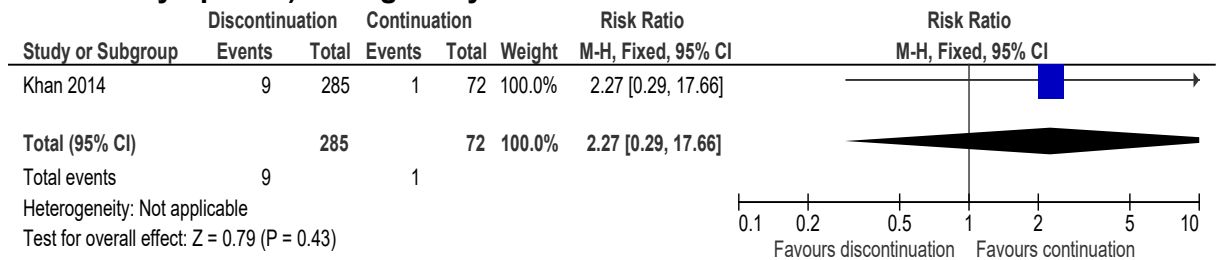 Discontinuation Continuation Risk Ratio Risk Ratio
Study or Subgroup Events Total Events Total Weight M-H, Fixed, 95% CI M-H, Fixed, 95% CI
Khan 2014 9 285 1 72 100.0% 2.27 [0.29, 17.66]
Total (95% CI) 285 72 100.0% 2.27 [0.29, 17.66]
Total events 9 1
Heterogeneity: Not applicable
Test for overall effect: Z = 0.79 (P = 0.43)
0.1 0.2 0.5 1 2 5 10
Favours discontinuation Favours continuation